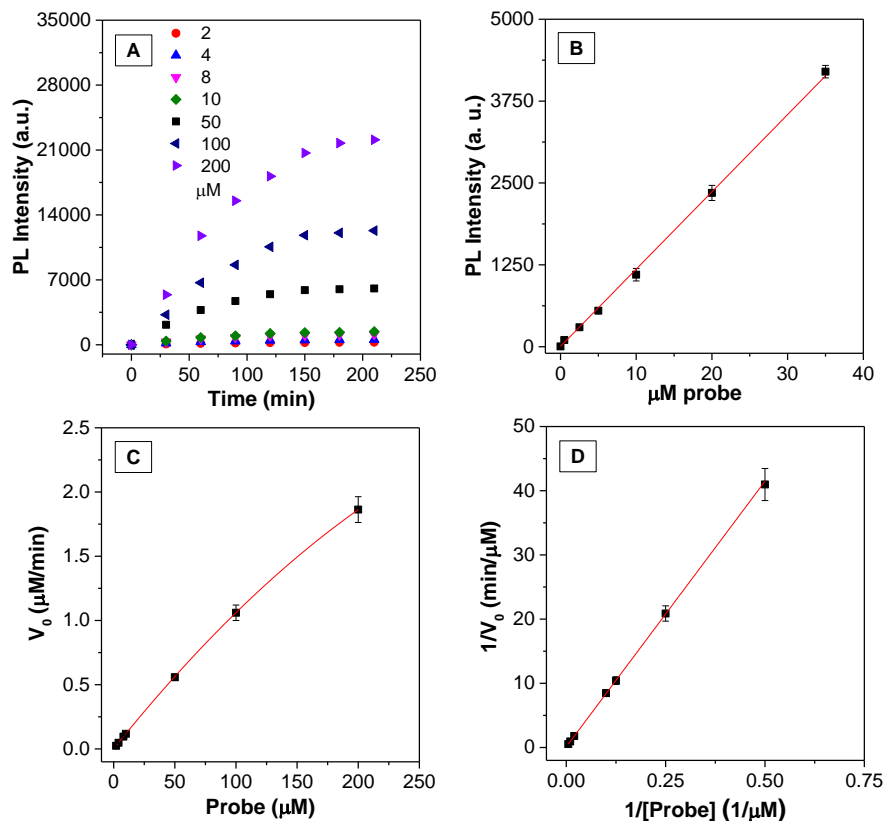 A
2
4
8
10
50
100
200
μM
35000
28000
21000
14000
7000
0
PL Intensity (a.u.)
0 50 100 150 200 250
Time (min)
B
5000
3750
2500
1250
0
PL Intensity (a. u.)
0 10 20 30 40
μM probe
C
2.5
2.0
1.5
1.0
0.5
0.0
V0 (μM/min)
0 50 100 150 200
Probe (μM)
D
50
40
30
20
10
0
1/V0 (min/μM)
0.00 0.25 0.50 0.75
1/[Probe] (1/μM)